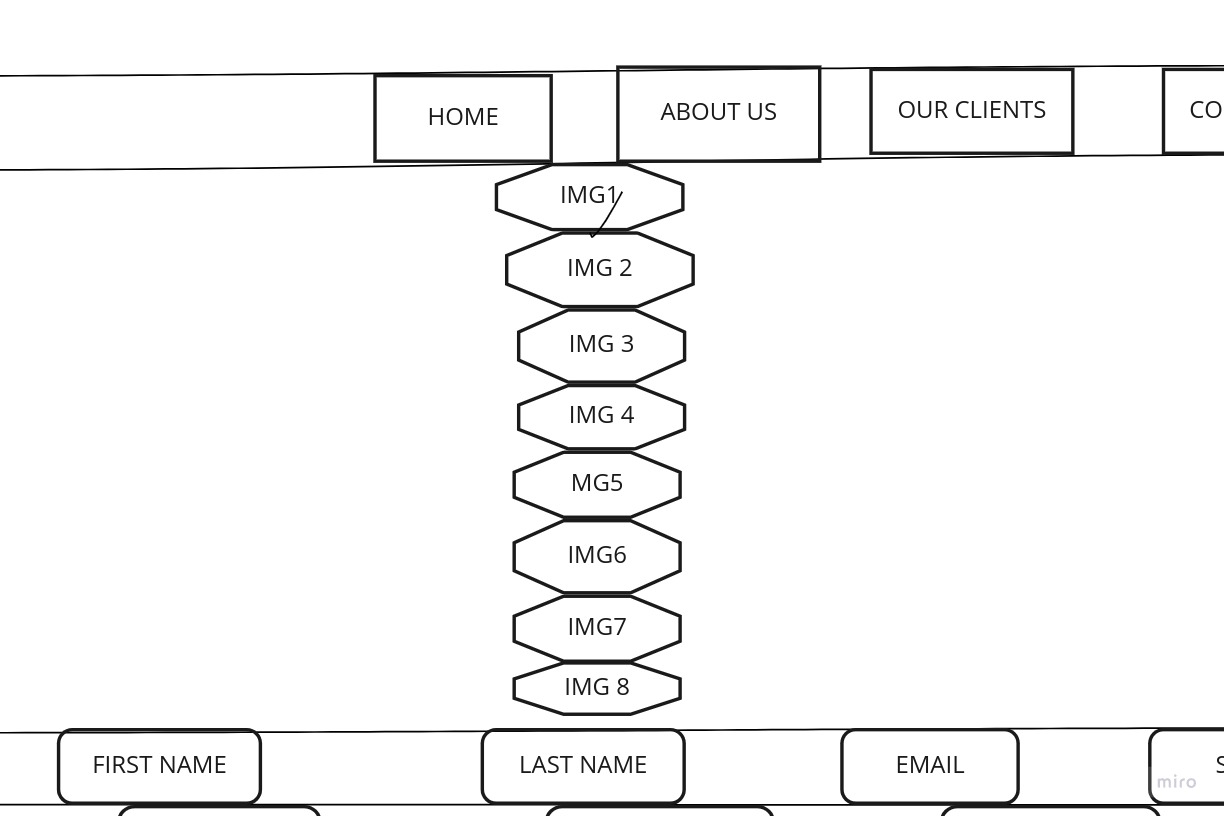 HOME
ABOUT US
OUR CLIENTS
CO
IMG1
IMG 2
IMG 3
IMG 4
MG5
IMG6
IMG7
IMG 8
FIRST NAME
LAST NAME
EMAIL
S
miro